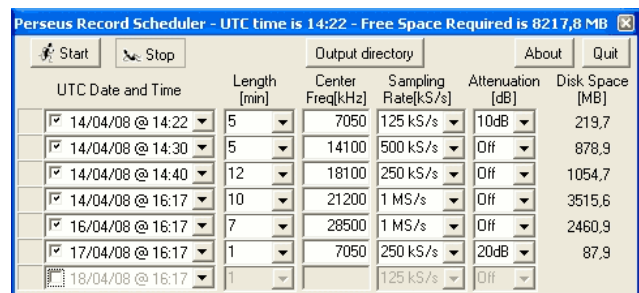 Perseus Record Scheduler - UTC time is 14:22 - Free Space Required is 8217,8 MB
Start Stop Output directory About Quit
UTC Date and Time Length [min] Center Freq[kHz] Sampling Rate[kS/s] Attenuation [dB] Disk Space [MB]
14/04/08 @ 14:22 5 7050 125 kS/s 10dB 219,7
14/04/08 @ 14:30 5 14100 500 kS/s Off 878,9
14/04/08 @ 14:40 12 18100 250 kS/s Off 1054,7
14/04/08 @ 16:17 10 21200 1 MS/s Off 3515,6
16/04/08 @ 16:17 7 28500 1 MS/s Off 2460,9
17/04/08 @ 16:17 1 7050 250 kS/s 20dB 87,9
18/04/08 @ 16:17 1 125 kS/s Off